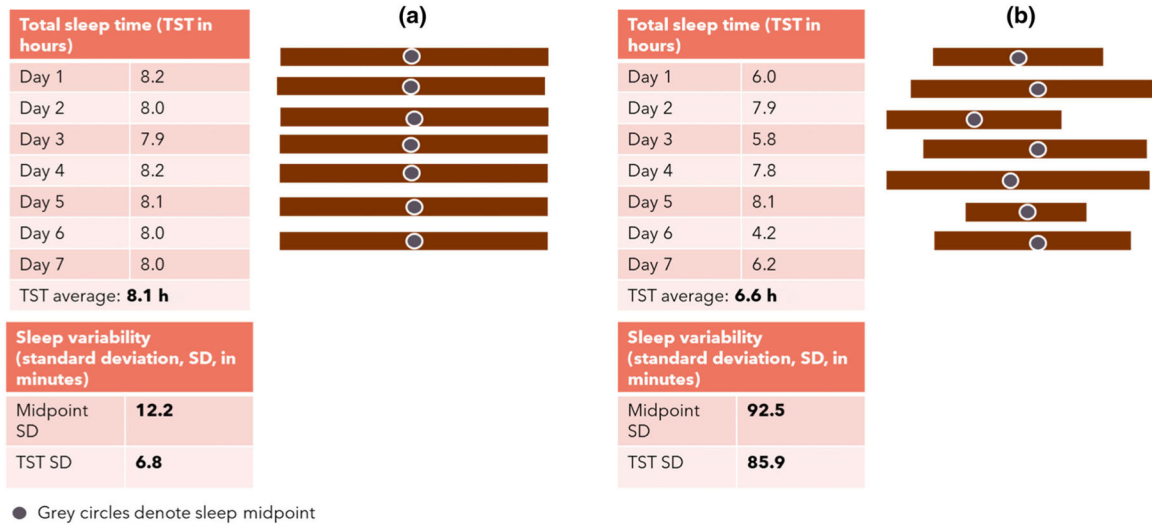 (a)
Total sleep time (TST in
hours)
Day 1 8.2
Day 2 8.0
Day 3 7.9
Day 4 8.2
Day 5 8.1
Day 6 8.0
Day 7 8.0
TST average: 8.1 h
Sleep variability
(standard deviation, SD, in
minutes)
Midpoint 12.2
SD
TST SD 6.8
Grey circles denote sleep midpoint
(b)
Total sleep time (TST in
hours)
Day 1 6.0
Day 2 7.9
Day 3 5.8
Day 4 7.8
Day 5 8.1
Day 6 4.2
Day 7 6.2
TST average: 6.6 h
Sleep variability
(standard deviation, SD, in
minutes)
Midpoint 92.5
SD
TST SD 85.9